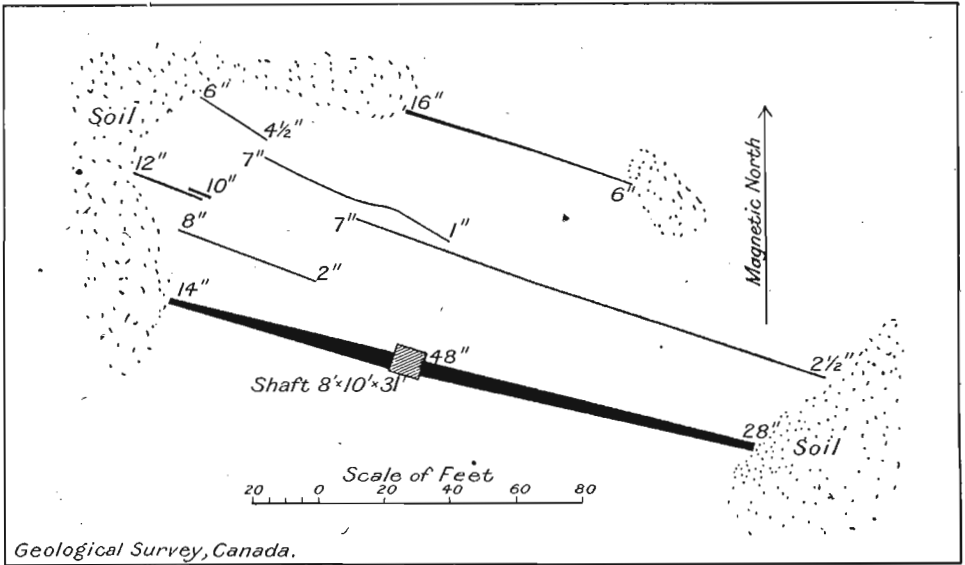 6"
16"
Soil
4½"
7"
12"
10"
6"
Magnetic North
8"
7"
1"
2"
14"
48"
2½"
Shaft 8'×10'×31'
28"
Soil
Scale of Feet
20 0 20 40 60 80
Geological Survey, Canada.